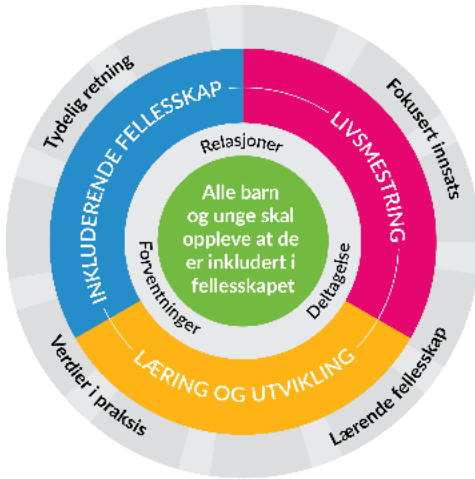 Tydelig retning
Fokusert innsats
INKLUDERENDE FELLESSKAP
LIVSMESTRING
Relasjoner
Alle barn
og unge skal
oppleve at de
er inkludert i
fellesskapet
Forventninger
Deltagelse
LÆRING OG UTVIKLING
Verdier i praksis
Lærende fellesskap